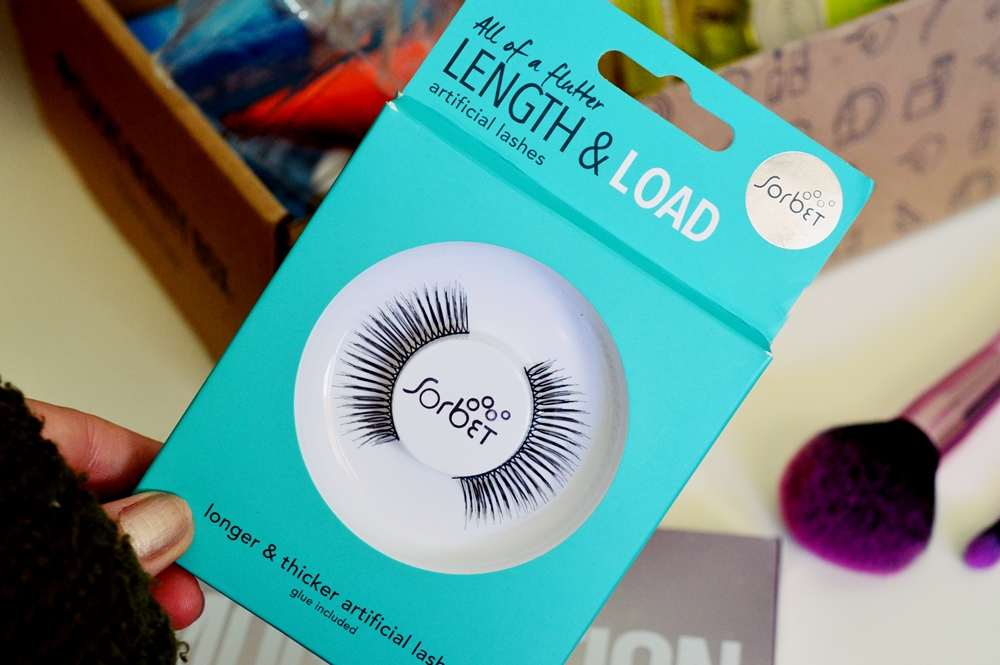 All of a flutter
LENGTH & LOAD
artificial lashes
SorbET
SorbET
longer & thicker artificial lash
glue included